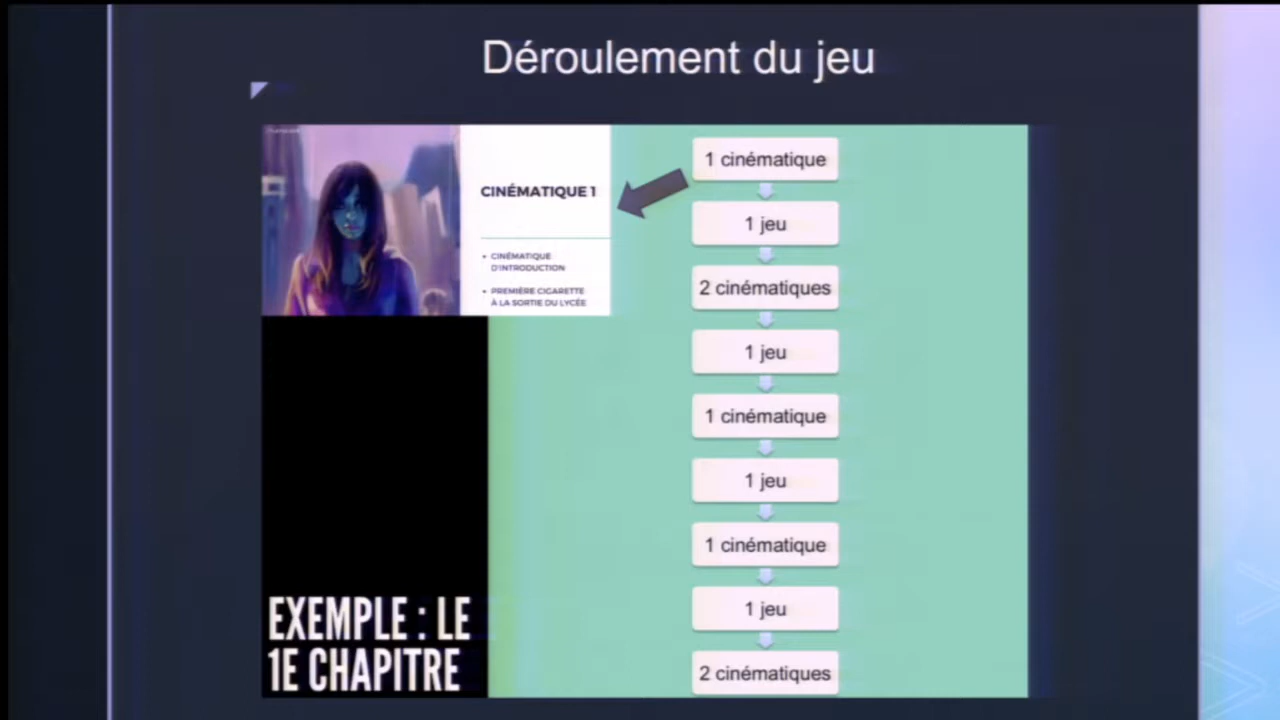 Déroulement du jeu
CINÉMATIQUE 1
• CINÉMATIQUE
D'INTRODUCTION
• PREMIÈRE CIGARETTE
À LA SORTIE DU LYCÉE
1 cinématique
1 jeu
2 cinématiques
1 jeu
1 cinématique
1 jeu
1 cinématique
1 jeu
2 cinématiques
EXEMPLE : LE
1E CHAPITRE